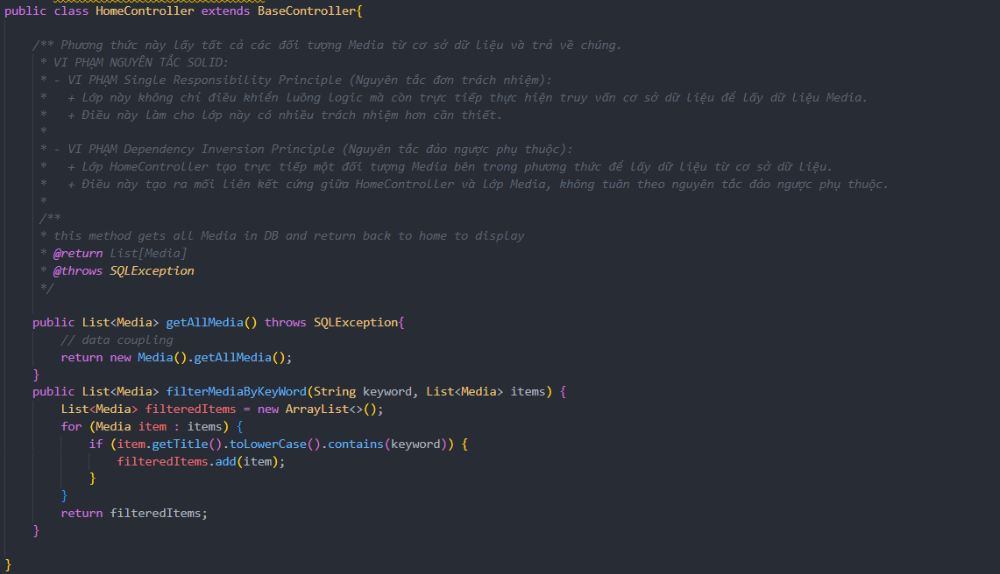 public class HomeController extends BaseController{
/** Phương thức này lấy tất cả các đối tượng Media từ cơ sở dữ liệu và trả về chúng.
* VI PHẠM NGUYÊN TẮC SOLID:
* - VI PHẠM Single Responsibility Principle (Nguyên tắc đơn trách nhiệm):
*   + Lớp này không chỉ điều khiển luồng logic mà còn trực tiếp thực hiện truy vấn cơ sở dữ liệu để lấy dữ liệu Media.
*   + Điều này làm cho lớp này có nhiều trách nhiệm hơn cần thiết.
*
* - VI PHẠM Dependency Inversion Principle (Nguyên tắc đảo ngược phụ thuộc):
*   + Lớp HomeController tạo trực tiếp một đối tượng Media bên trong phương thức để lấy dữ liệu từ cơ sở dữ liệu.
*   + Điều này tạo ra mối liên kết cứng giữa HomeController và lớp Media, không tuân theo nguyên tắc đảo ngược phụ thuộc.
*
/**
* this method gets all Media in DB and return back to home to display
* @return List[Media]
* @throws SQLException
*/
public List<Media> getAllMedia() throws SQLException{
// data coupling
return new Media().getAllMedia();
}
public List<Media> filterMediaByKeyWord(String keyword, List<Media> items) {
List<Media> filteredItems = new ArrayList<>();
for (Media item : items) {
if (item.getTitle().toLowerCase().contains(keyword)) {
filteredItems.add(item);
}
}
return filteredItems;
}
}